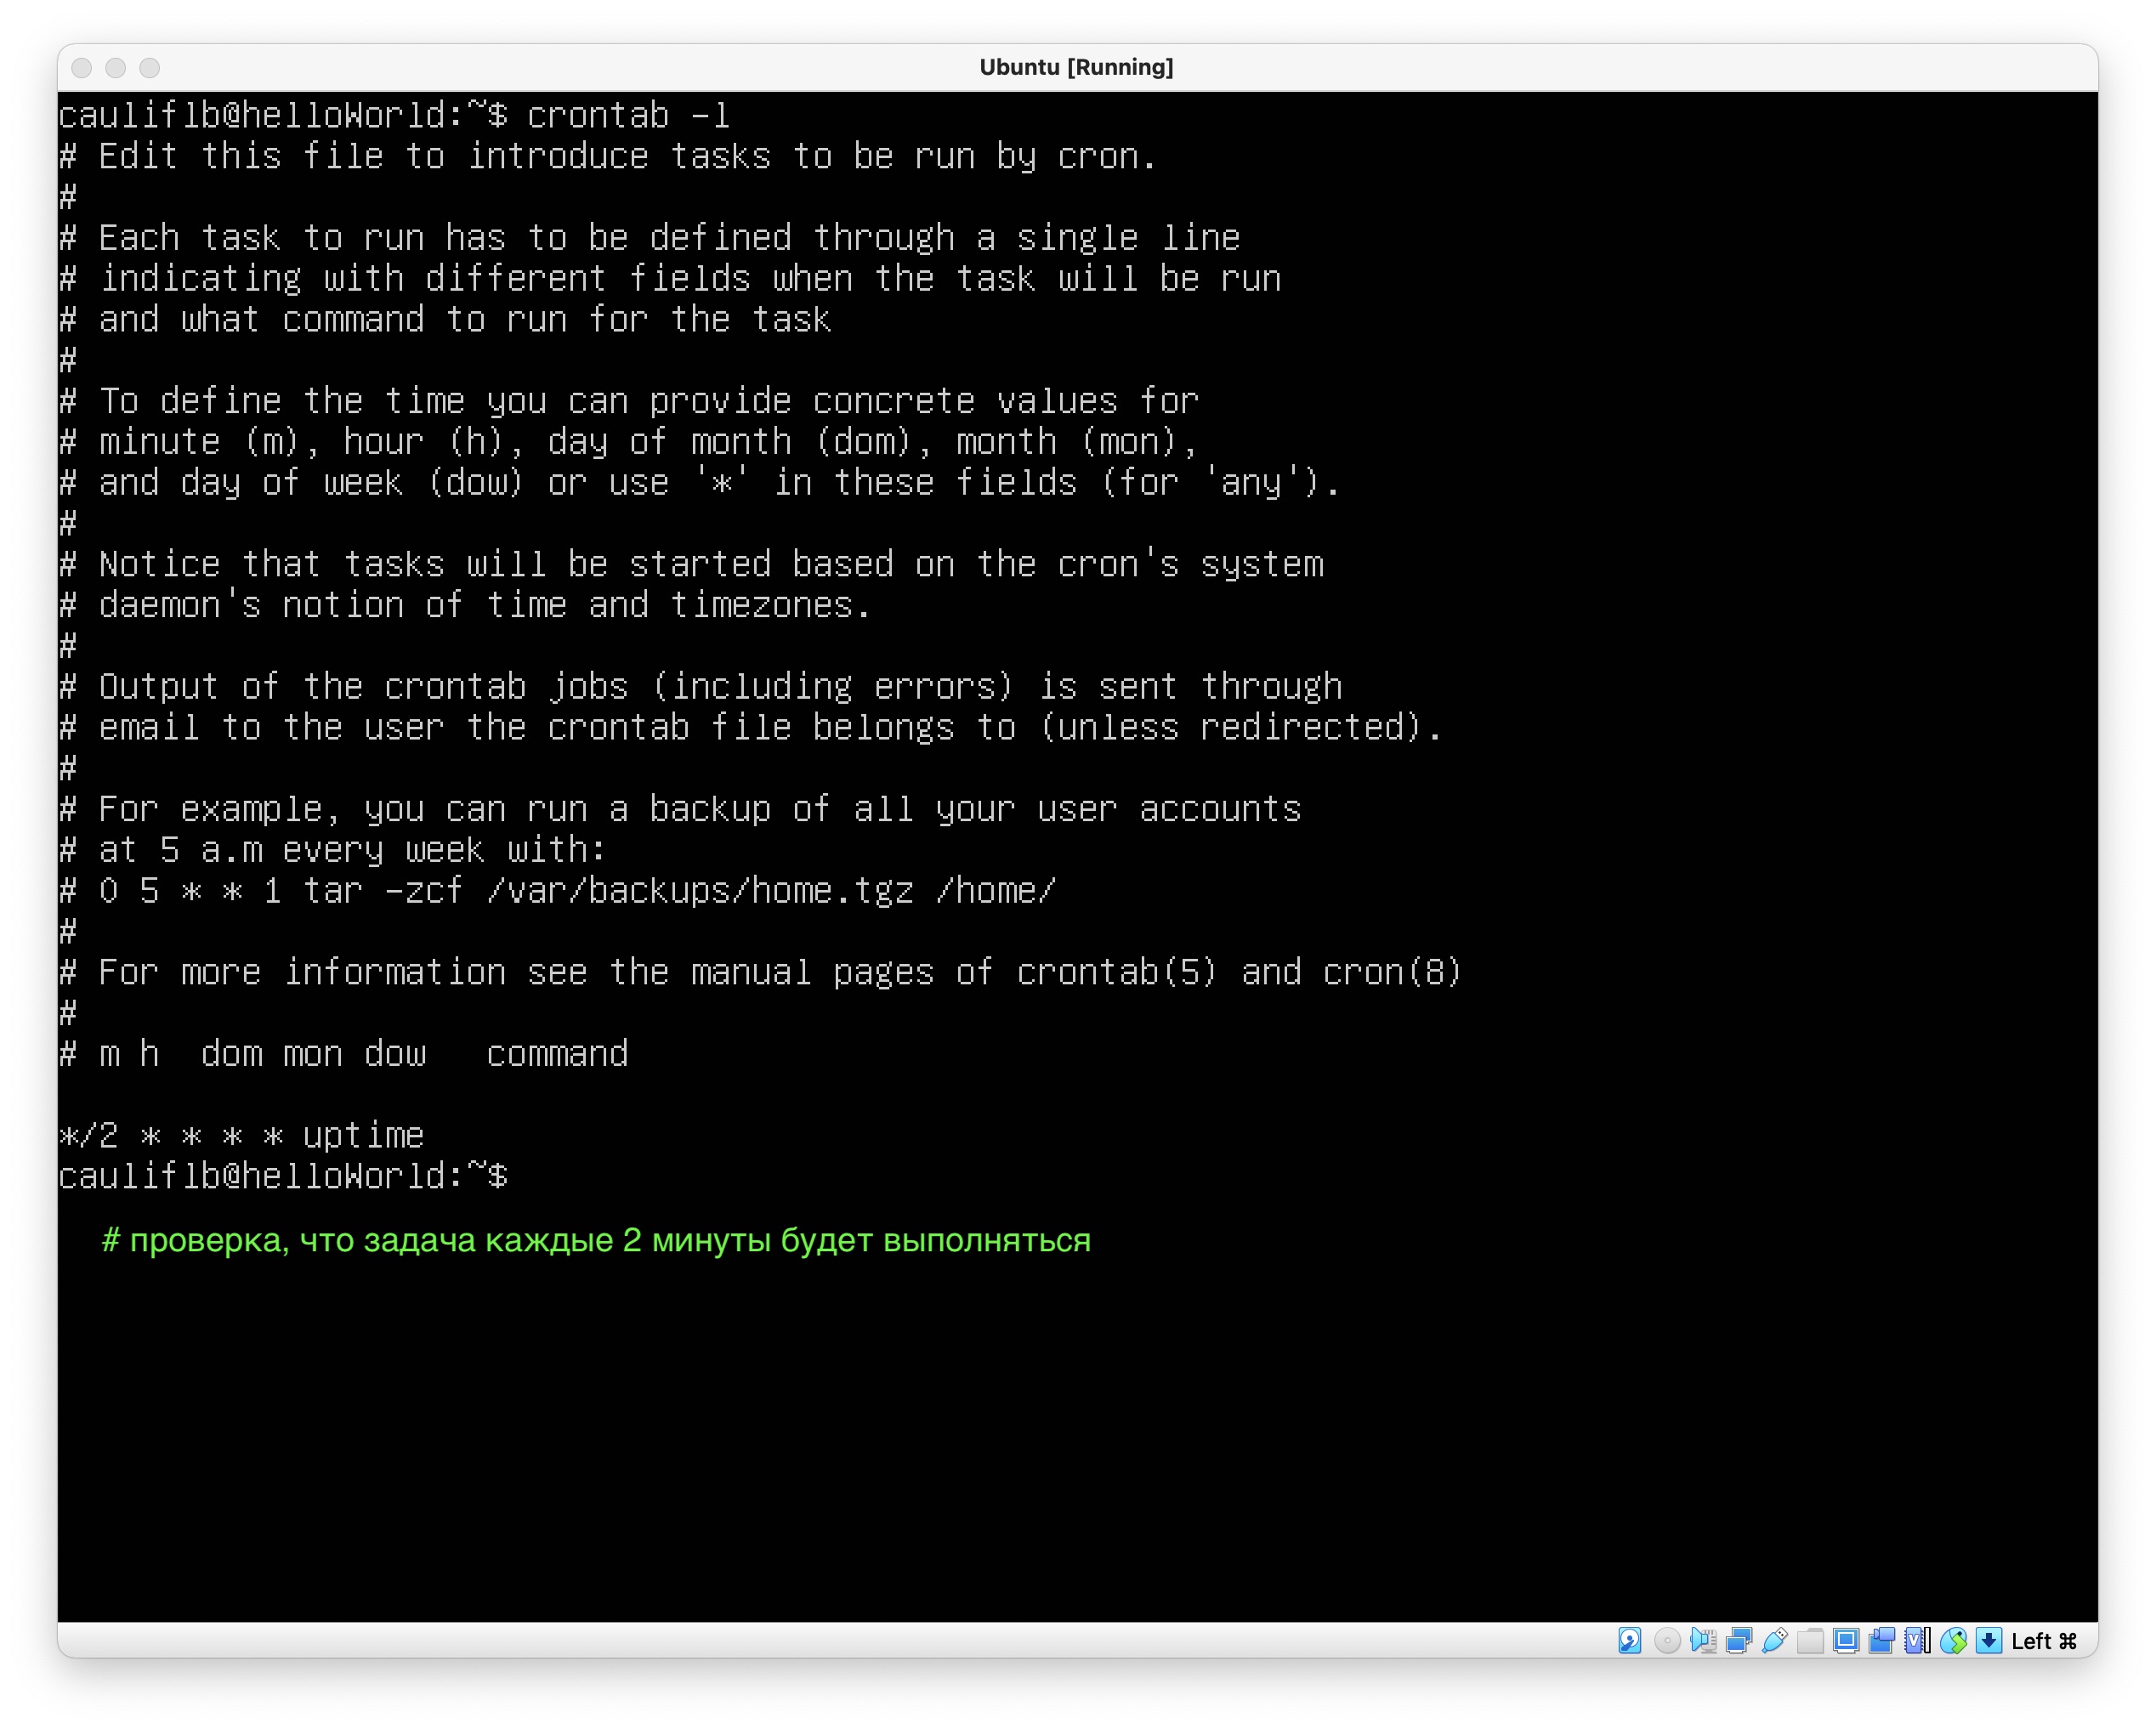 Ubuntu [Running]
cauliflb@helloWorld:~$ crontab -l
# Edit this file to introduce tasks to be run by cron.
#
# Each task to run has to be defined through a single line
# indicating with different fields when the task will be run
# and what command to run for the task
#
# To define the time you can provide concrete values for
# minute (m), hour (h), day of month (dom), month (mon),
# and day of week (dow) or use '*' in these fields (for 'any').
#
# Notice that tasks will be started based on the cron's system
# daemon's notion of time and timezones.
#
# Output of the crontab jobs (including errors) is sent through
# email to the user the crontab file belongs to (unless redirected).
#
# For example, you can run a backup of all your user accounts
# at 5 a.m every week with:
# 0 5 * * 1 tar -zcf /var/backups/home.tgz /home/
#
# For more information see the manual pages of crontab(5) and cron(8)
#
# m h  dom mon dow   command
*/2 * * * * uptime
cauliflb@helloWorld:~$
# проверка, что задача каждые 2 минуты будет выполняться
Left ⌘